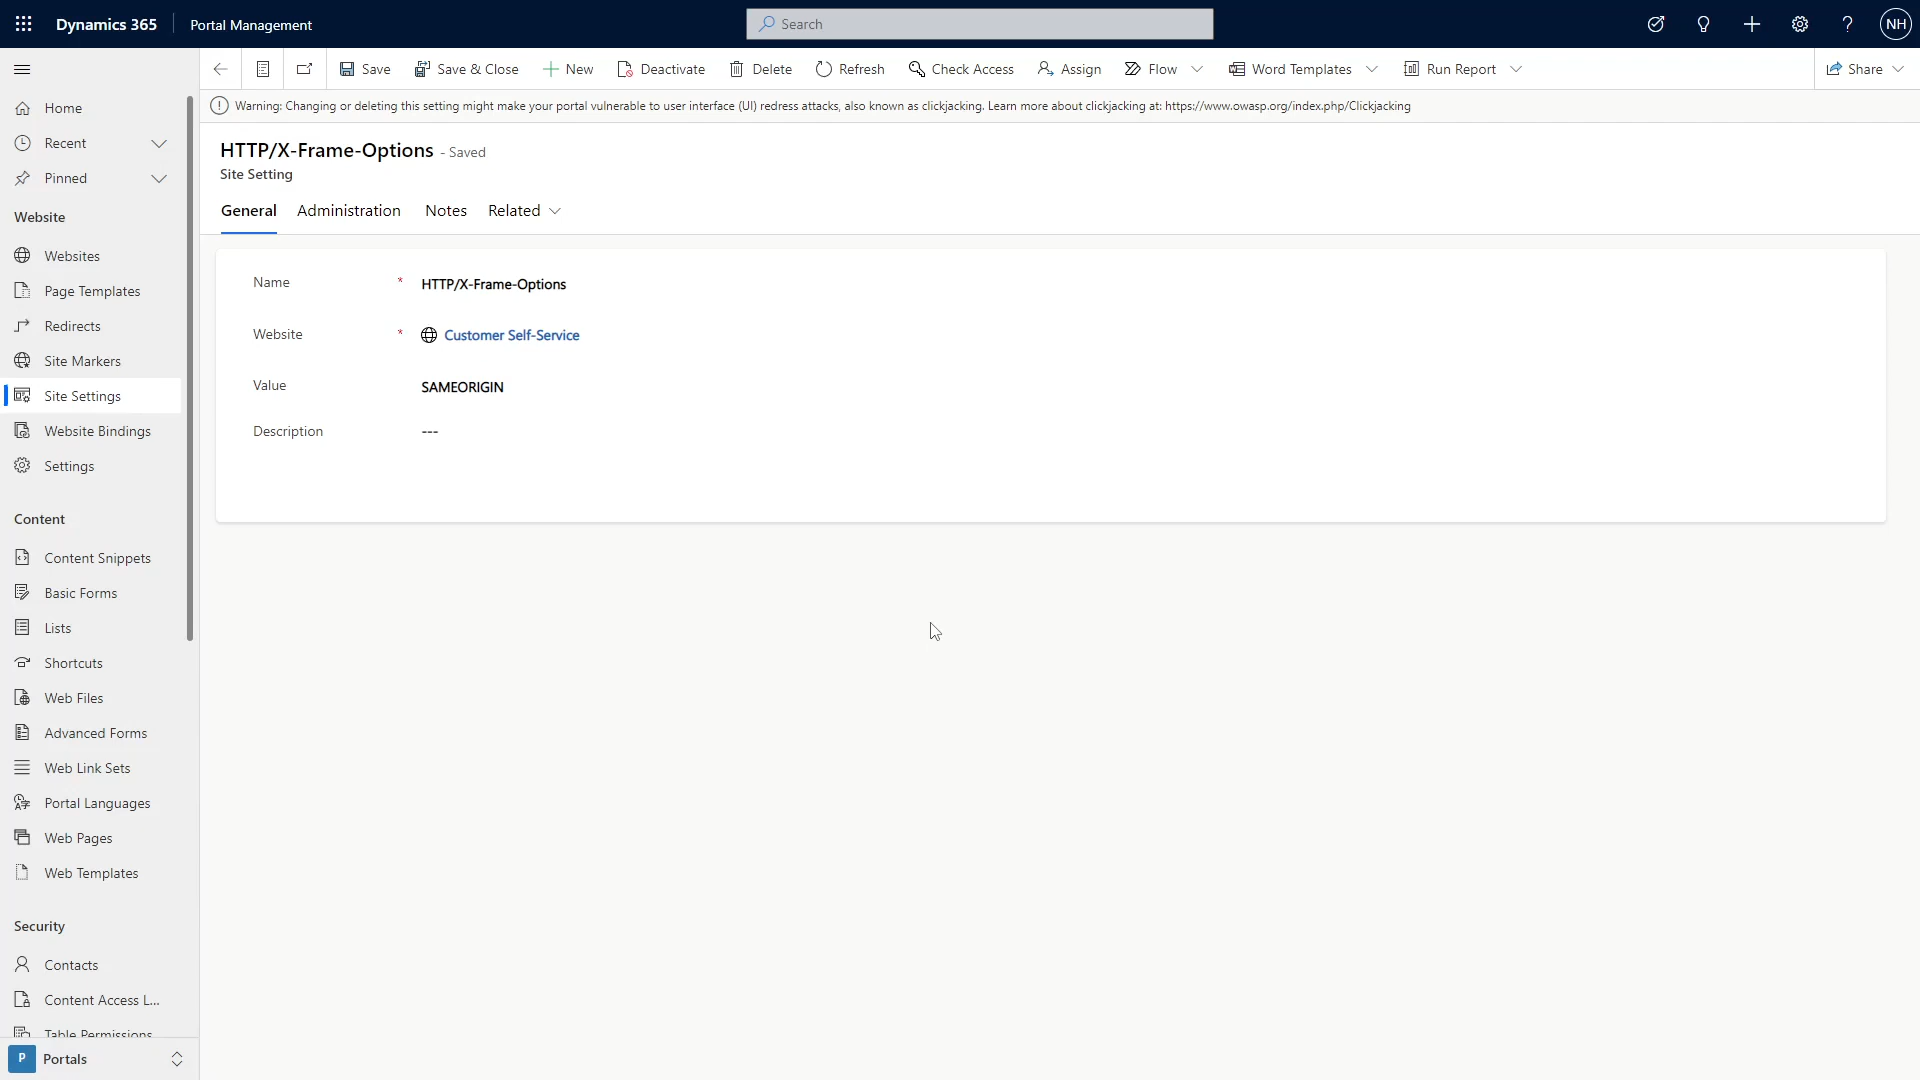 Dynamics 365
Portal Management
Search
NH
Save
Save & Close
New
Deactivate
Delete
Refresh
Check Access
Assign
Flow
Word Templates
Run Report
Share
Warning: Changing or deleting this setting might make your portal vulnerable to user interface (UI) redress attacks, also known as clickjacking. Learn more about clickjacking at: https://www.owasp.org/index.php/Clickjacking
Home
Recent
Pinned
Website
Websites
Page Templates
Redirects
Site Markers
Site Settings
Website Bindings
Settings
Content
Content Snippets
Basic Forms
Lists
Shortcuts
Web Files
Advanced Forms
Web Link Sets
Portal Languages
Web Pages
Web Templates
Security
Contacts
Content Access L...
Table Permissions
P
Portals
HTTP/X-Frame-Options - Saved
Site Setting
General
Administration
Notes
Related
Name * HTTP/X-Frame-Options
Website * Customer Self-Service
Value SAMEORIGIN
Description ---